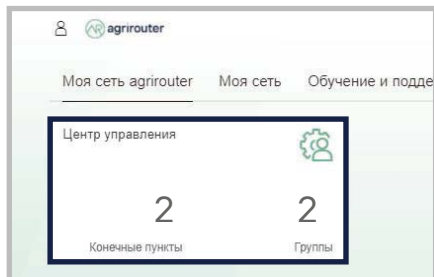 agrirouter
Моя сеть agrirouter Моя сеть Обучение и подде
Центр управления
2 2
Конечные пункты Группы